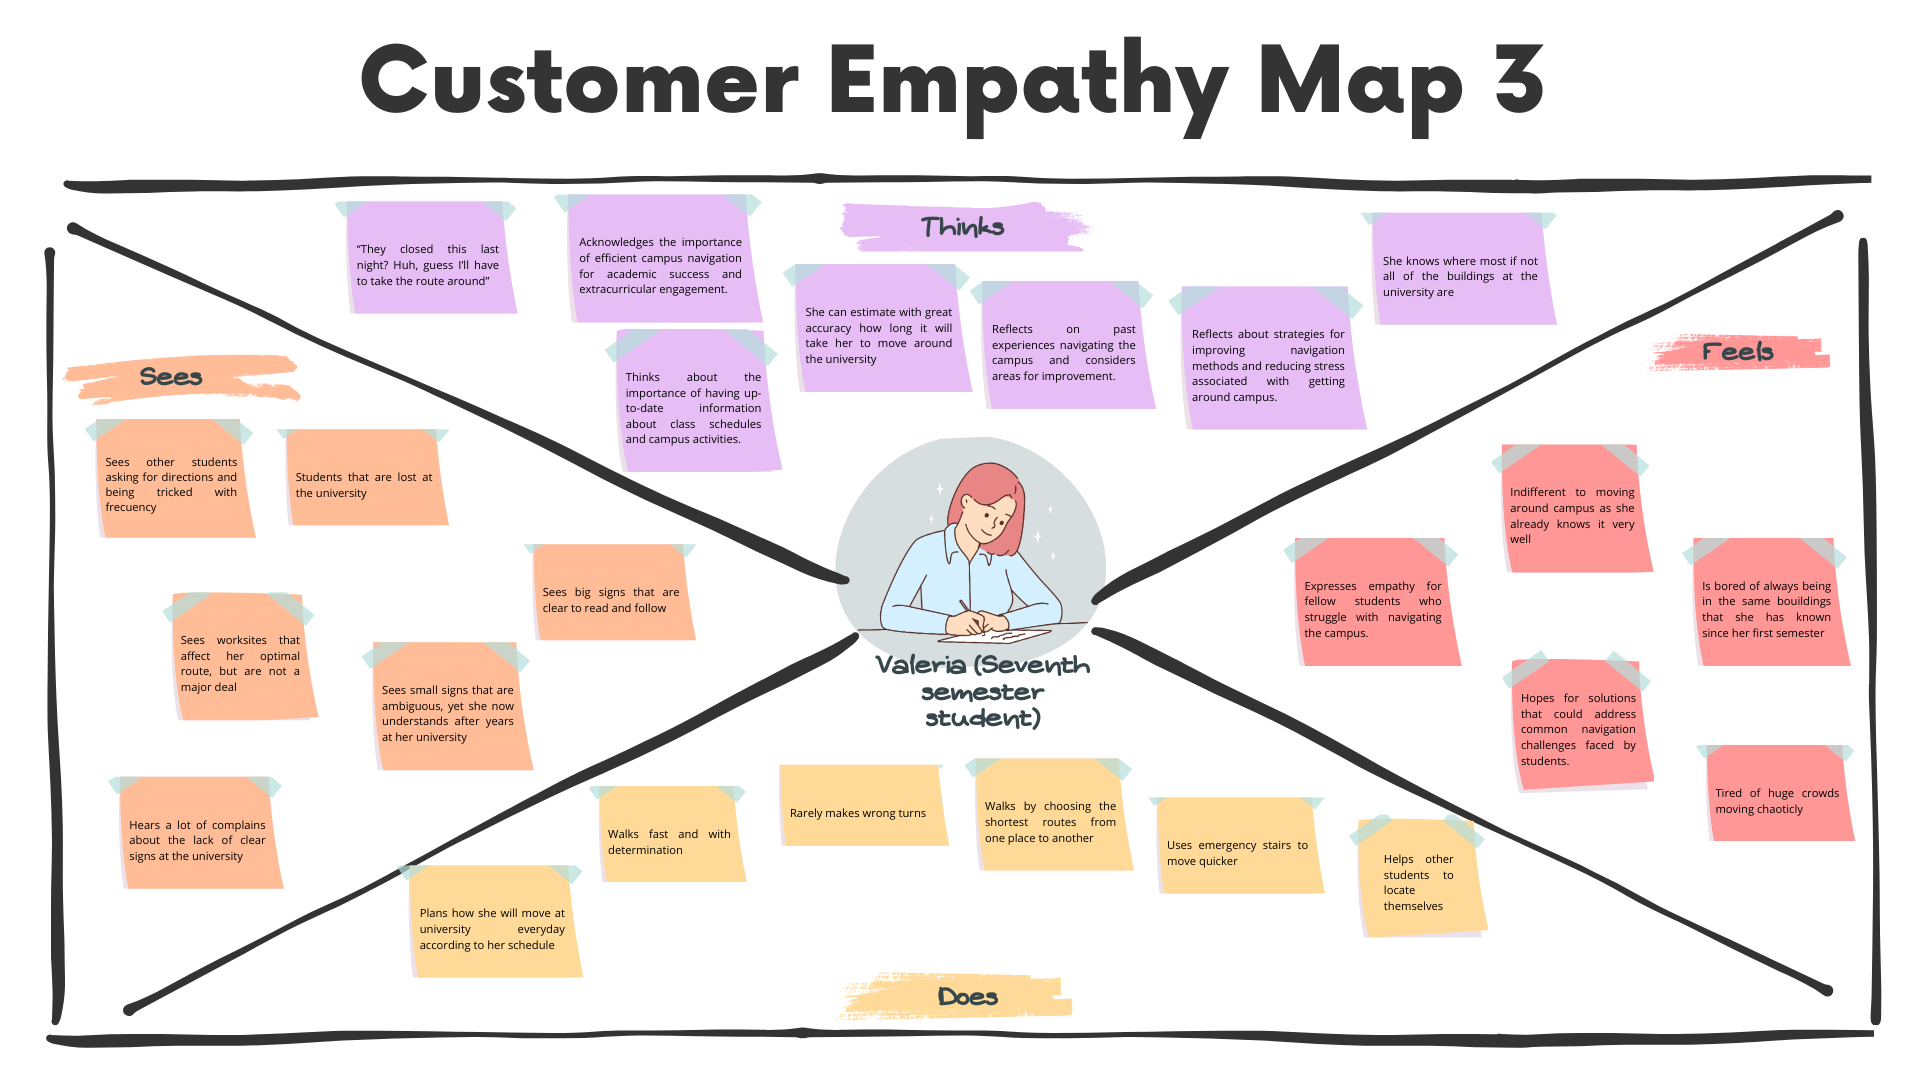 Customer Empathy Map 3
Thinks
“They closed this last
night? Huh, guess I’ll have
to take the route around”
Acknowledges the importance
of efficient campus navigation
for academic success and
extracurricular engagement.
Thinks about the
importance of having up-
to-date information
about class schedules
and campus activities.
She can estimate with great
accuracy how long it will
take her to move around
the university
Reflects on past
experiences navigating the
campus and considers
areas for improvement.
Reflects about strategies for
improving navigation
methods and reducing stress
associated with getting
around campus.
She knows where most if not
all of the buildings at the
university are
Sees
Sees other students
asking for directions and
being tricked with
frecuency
Students that are lost at
the university
Sees big signs that are
clear to read and follow
Sees worksites that
affect her optimal
route, but are not a
major deal
Sees small signs that are
ambiguous, yet she now
understands after years
at her university
Hears a lot of complains
about the lack of clear
signs at the university
Valeria (Seventh
semester
student)
Feels
Indifferent to moving
around campus as she
already knows it very
well
Expresses empathy for
fellow students who
struggle with navigating
the campus.
Is bored of always being
in the same bouildings
that she has known
since her first semester
Hopes for solutions
that could address
common navigation
challenges faced by
students.
Tired of huge crowds
moving chaoticly
Plans how she will move at
university everyday
according to her schedule
Walks fast and with
determination
Rarely makes wrong turns
Walks by choosing the
shortest routes from
one place to another
Uses emergency stairs to
move quicker
Helps other
students to
locate
themselves
Does